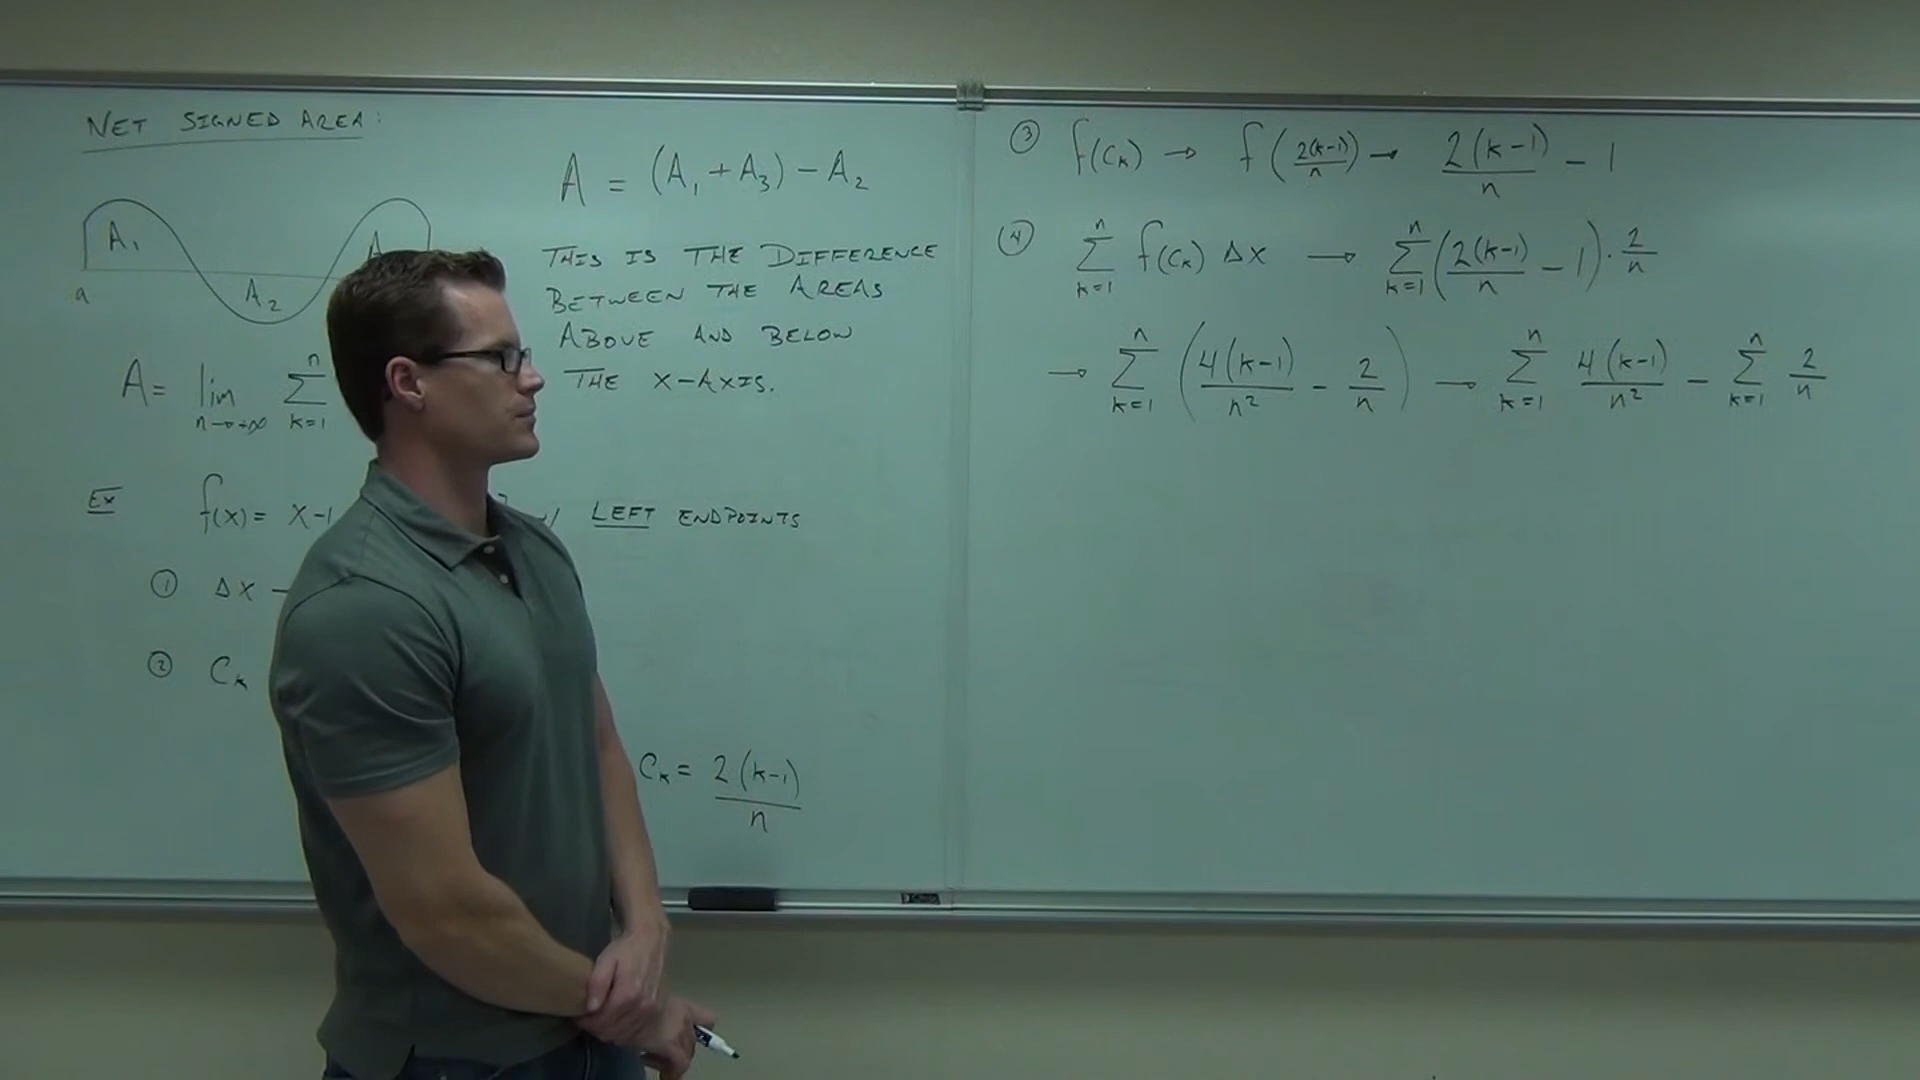 NET SIGNED AREA:
A₁
A₂
a
A = (A₁ + A₃) - A₂
THIS IS THE DIFFERENCE
BETWEEN THE AREAS
ABOVE AND BELOW
THE X-AXIS.
A = lim n→+∞ Σ k=1 n
EX f(x) = x-1 w/ LEFT ENDPOINTS
① Δx
② Cₖ
Cₖ = 2(k-1)/n
③ f(Cₖ) → f(2(k-1)/n) → 2(k-1)/n - 1
④ Σ k=1 n f(Cₖ) Δx → Σ k=1 n (2(k-1)/n - 1) · 2/n
→ Σ k=1 n (4(k-1)/n² - 2/n) → Σ k=1 n 4(k-1)/n² - Σ k=1 n 2/n